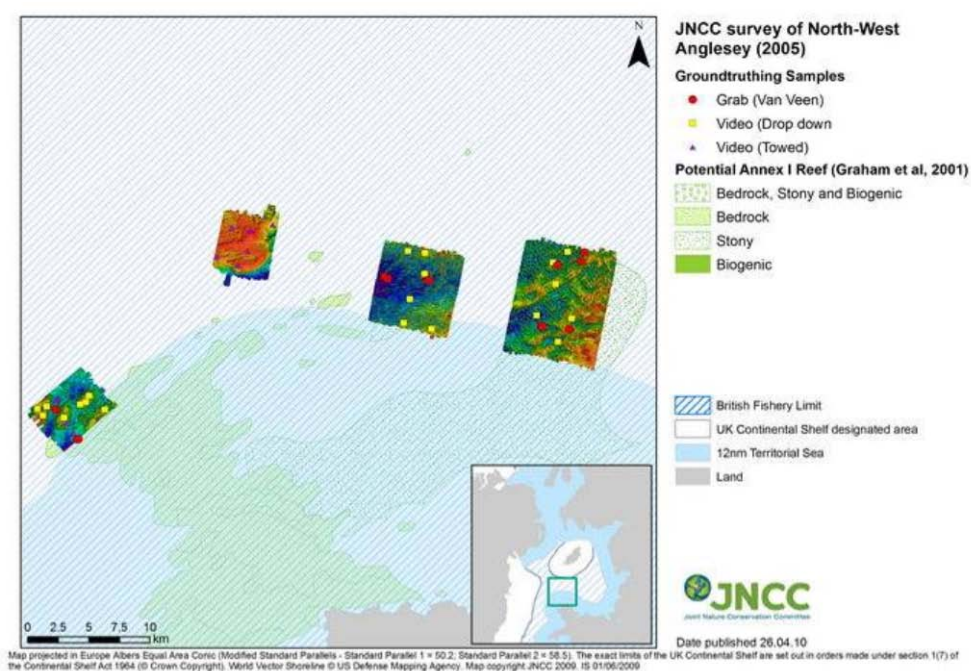 N
JNCC survey of North-West
Anglesey (2005)
Groundtruthing Samples
Grab (Van Veen)
Video (Drop down
Video (Towed)
Potential Annex I Reef (Graham et al, 2001)
Bedrock, Stony and Biogenic
Bedrock
Stony
Biogenic
British Fishery Limit
UK Continental Shelf designated area
12nm Territorial Sea
Land
JNCC
Joint Nature Conservation Committee
Date published 26.04.10
0 2.5 5 7.5 10
km
Map projected in Europe Albers Equal Area Conic (Modified Standard Parallels - Standard Parallel 1 = 50.2, Standard Parallel 2 = 58.5). The exact limits of the UK Continental Shelf are set out in orders made under section 1(7) of
the Continental Shelf Act 1964 (© Crown Copyright). World Vector Shoreline © US Defense Mapping Agency. Map copyright JNCC 2009. IS 01/06/2009